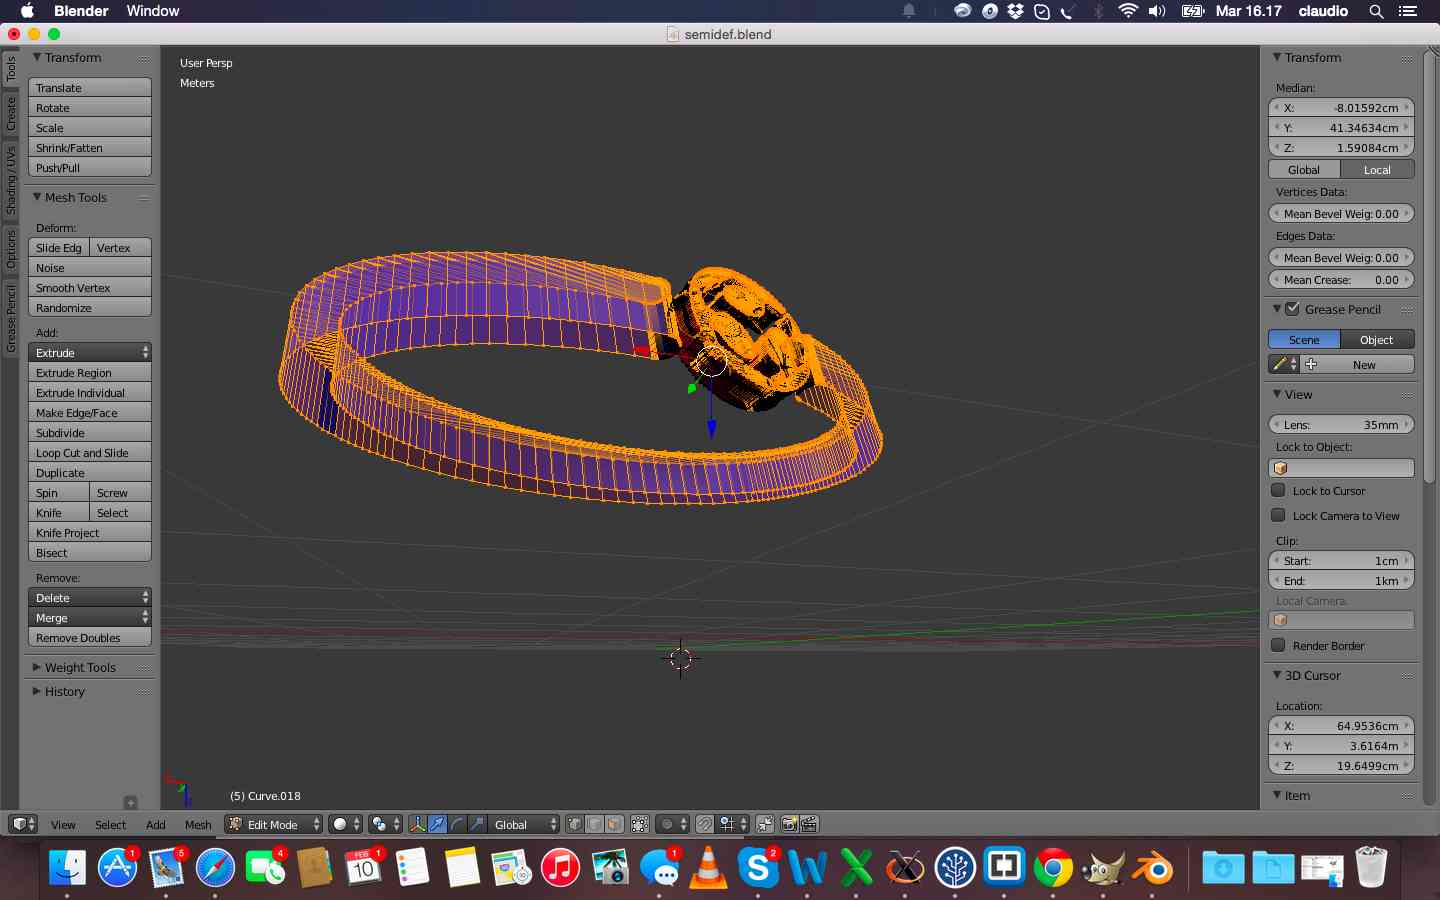 Blender Window Mar 16.17 claudio
semidef.blend
Tools
Create
Shading / UVs
Options
Grease Pencil
Transform
Translate
Rotate
Scale
Shrink/Fatten
Push/Pull
Mesh Tools
Deform:
Slide Edg Vertex
Noise
Smooth Vertex
Randomize
Add:
Extrude
Extrude Region
Extrude Individual
Make Edge/Face
Subdivide
Loop Cut and Slide
Duplicate
Spin Screw
Knife Select
Knife Project
Bisect
Remove:
Delete
Merge
Remove Doubles
Weight Tools
History
User Persp
Meters
(5) Curve.018
Transform
Median:
X: -8.01592cm
Y: 41.34634cm
Z: 1.59084cm
Global Local
Vertices Data:
Mean Bevel Weig: 0.00
Edges Data:
Mean Bevel Weig: 0.00
Mean Crease: 0.00
Grease Pencil
Scene Object
New
View
Lens: 35mm
Lock to Object:
Lock to Cursor
Lock Camera to View
Clip:
Start: 1cm
End: 1km
Local Camera:
Render Border
3D Cursor
Location:
X: 64.9536cm
Y: 3.6164m
Z: 19.6499cm
Item
View Select Add Mesh Edit Mode Global
1 5 4 FEB 10 1 1 2